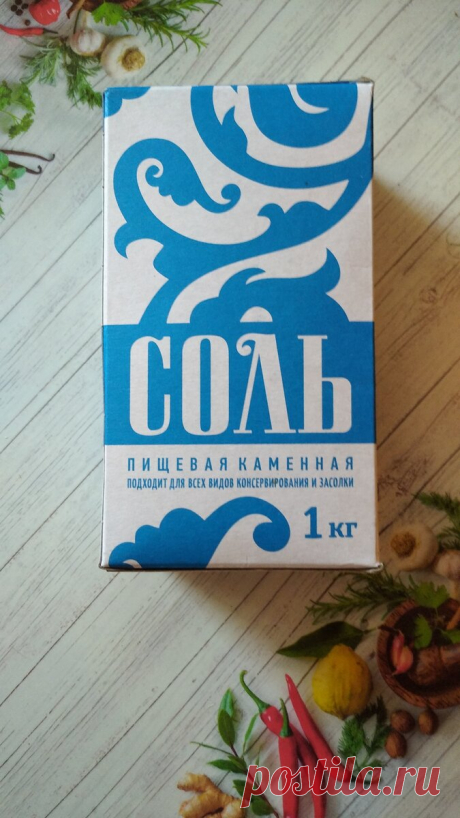 СОЛЬ
ПИЩЕВАЯ КАМЕННАЯ
ПОДХОДИТ ДЛЯ ВСЕХ ВИДОВ КОНСЕРВИРОВАНИЯ И ЗАСОЛКИ
1 кг
postila.ru